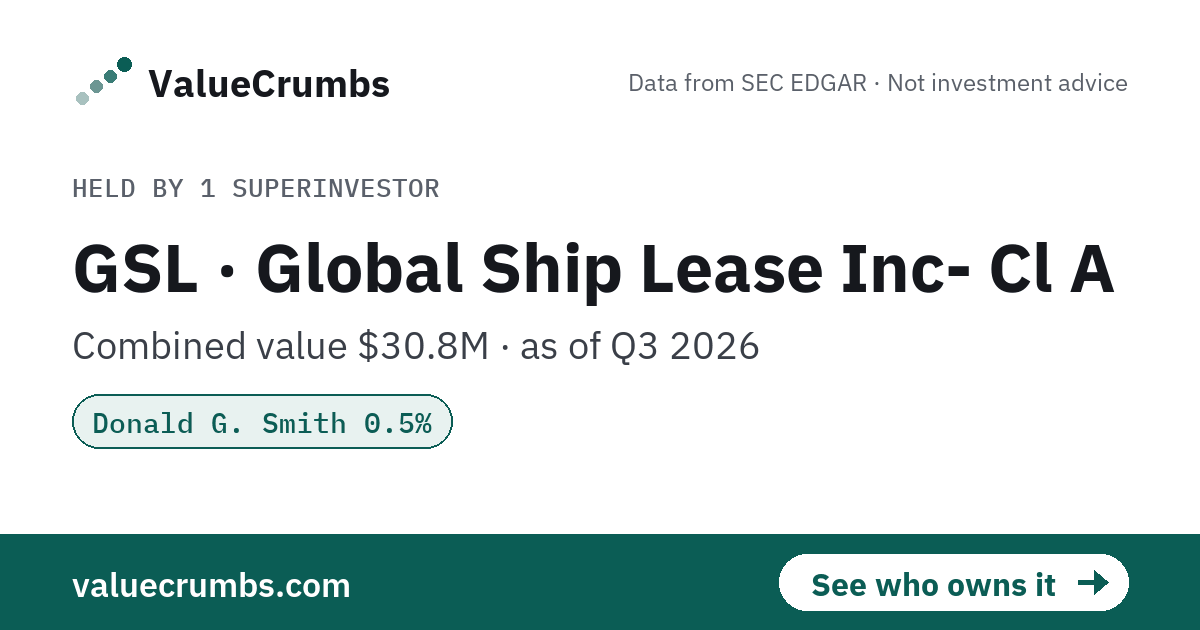 ValueCrumbs
Data from SEC EDGAR · Not investment advice
HELD BY 1 SUPERINVESTOR
GSL · Global Ship Lease Inc- Cl A
Combined value $30.8M · as of Q3 2026
Donald G. Smith 0.5%
valuecrumbs.com
See who owns it →